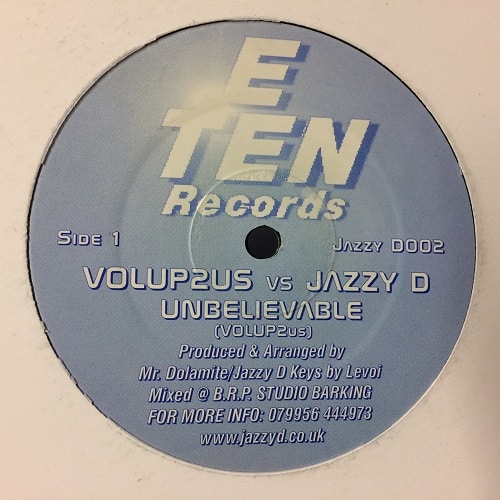 E
TEN
Records
Side 1
Jazzy D002
VOLUP2US vs JAZZY D
UNBELIEVABLE
(VOLUP2us)
Produced & Arranged by
Mr. Dolamite/Jazzy D Keys by Levoi
Mixed @ B.R.P. STUDIO BARKING
FOR MORE INFO: 079956 444973
www.jazzyd.co.uk